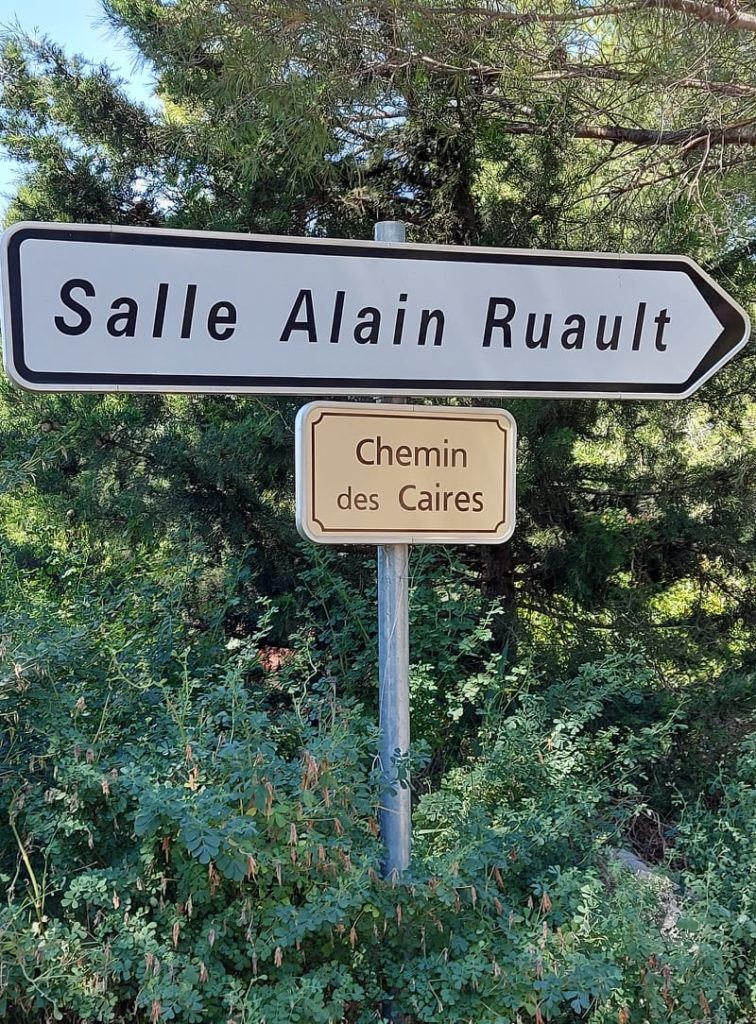 Salle Alain Ruault
Chemin
des Caires